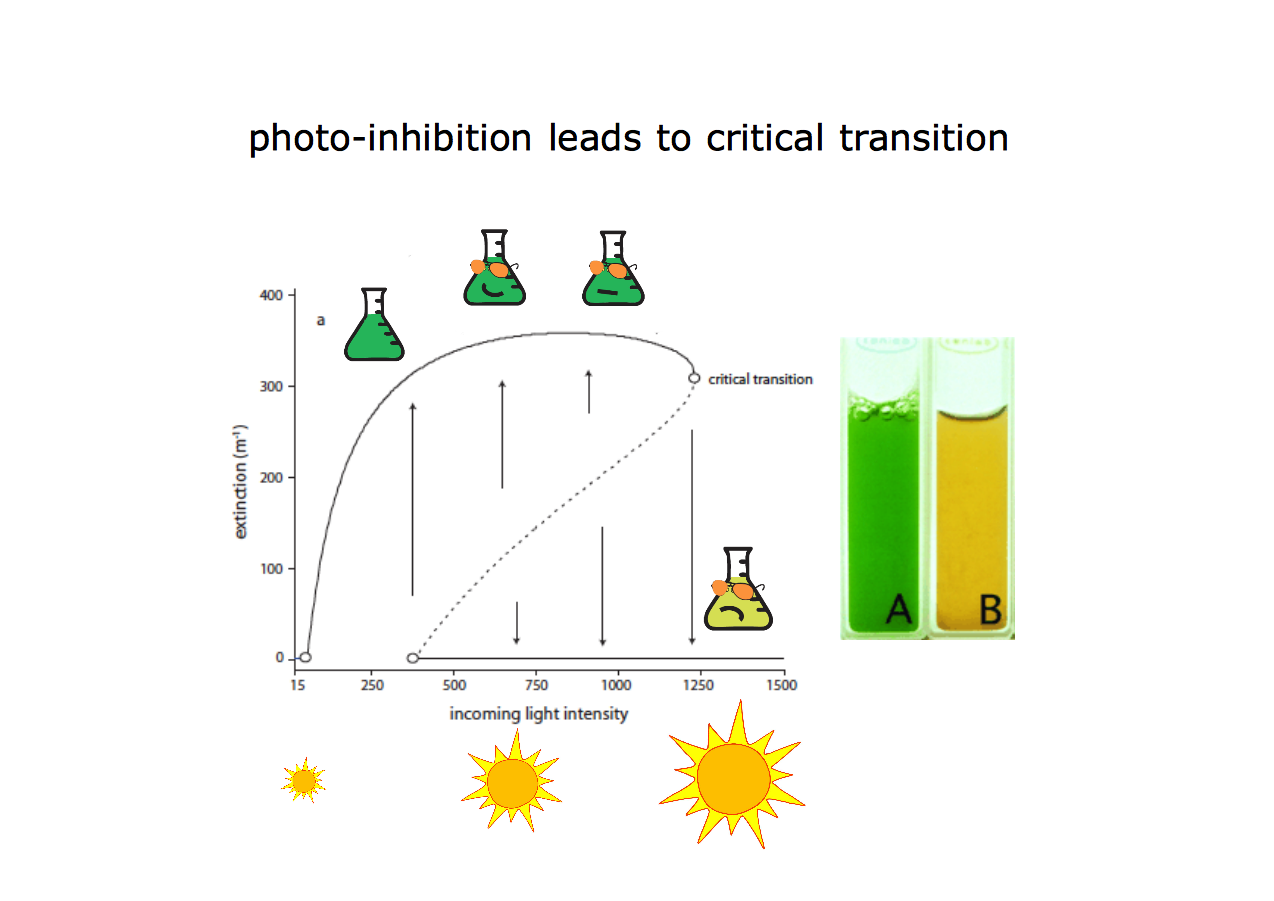 photo-inhibition leads to critical transition
400
a
300
critical transition
extinction (m⁻¹)
200
100
0
15 250 500 750 1000 1250 1500
incoming light intensity
A B